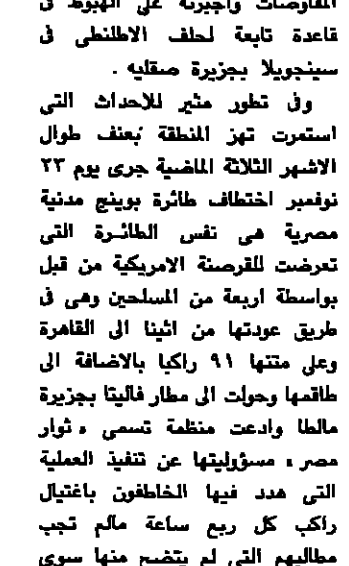 المفاوضات واجبرته على الهبوط فى
قاعدة تابعة لحلف الاطلنطى فى
سينجويلا بجزيرة صقليه .
وفى تطور مثير للاحداث التى
استمرت تهز المنطقة بعنف طوال
الاشهر الثلاثة الماضية جرى يوم ٢٣
نوفمبر اختطاف طائرة بوينج مدنية
مصرية هى نفس الطائرة التى
تعرضت للقرصنة الامريكية من قبل
بواسطة اربعة من المسلحين وهى فى
طريق عودتها من اثينا الى القاهرة
وعلى متنها ٩١ راكبا بالاضافة الى
طاقمها وحولت الى مطار فاليتا بجزيرة
مالطا وادعت منظمة تسمى « ثوار
مصر » مسؤوليتها عن تنفيذ العملية
التى هدد فيها الخاطفون باغتيال
راكب كل ربع ساعة مالم تجب
مطاليبهم التى لم يتضح منها سوى